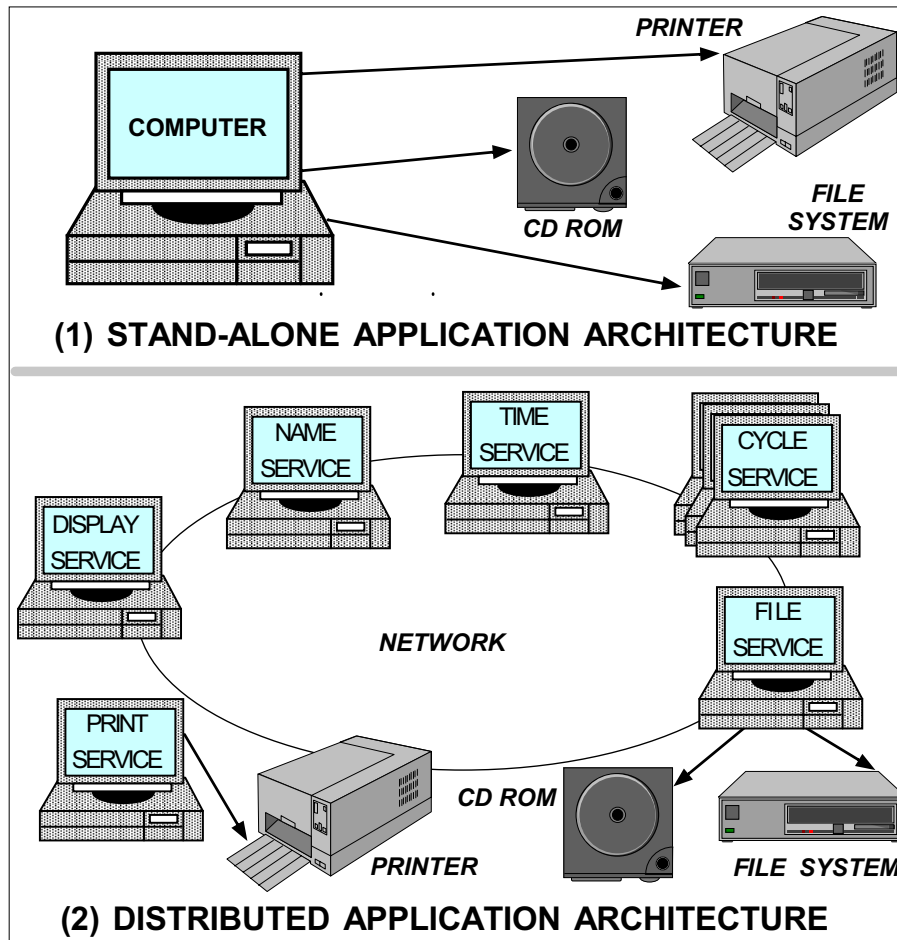 PRINTER
COMPUTER
CD ROM
FILE
SYSTEM
(1) STAND-ALONE APPLICATION ARCHITECTURE
NAME
SERVICE
TIME
SERVICE
CYCLE
SERVICE
DISPLAY
SERVICE
FILE
SERVICE
NETWORK
PRINT
SERVICE
CD ROM
PRINTER
FILE SYSTEM
(2) DISTRIBUTED APPLICATION ARCHITECTURE